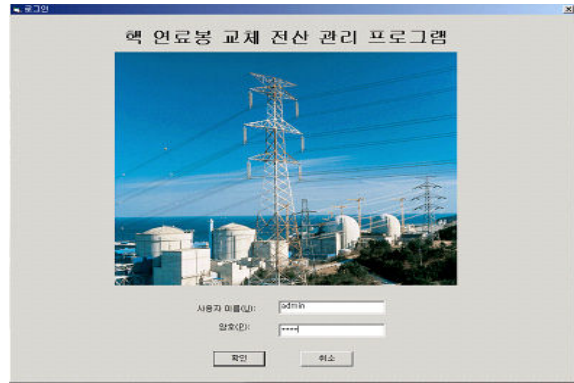 로그인
핵 연료봉 교체 전산 관리 프로그램
사용자 이름(U):
admin
암호(P):
****
확인
취소